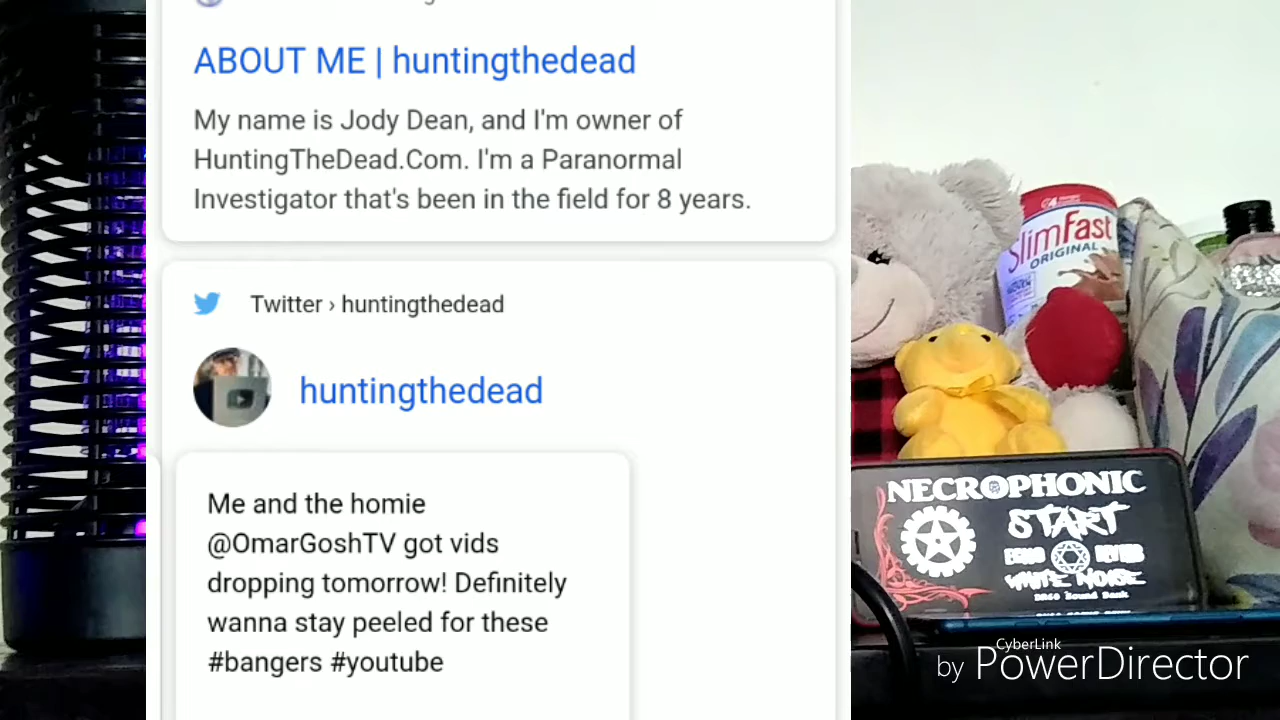 ABOUT ME | huntingthedead
My name is Jody Dean, and I'm owner of
HuntingTheDead.Com. I'm a Paranormal
Investigator that's been in the field for 8 years.
Twitter › huntingthedead
huntingthedead
Me and the homie
@OmarGoshTV got vids
dropping tomorrow! Definitely
wanna stay peeled for these
#bangers #youtube
SlimFast
ORIGINAL
NECROPHONIC
START
ECHO REVERB
WHITE NOISE
CyberLink
by PowerDirector